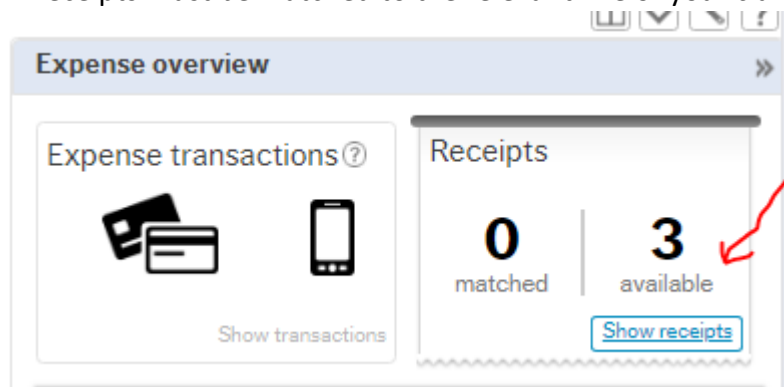 Expense overview »
Expense transactions ?
Receipts
0
matched
3
available
Show transactions
Show receipts